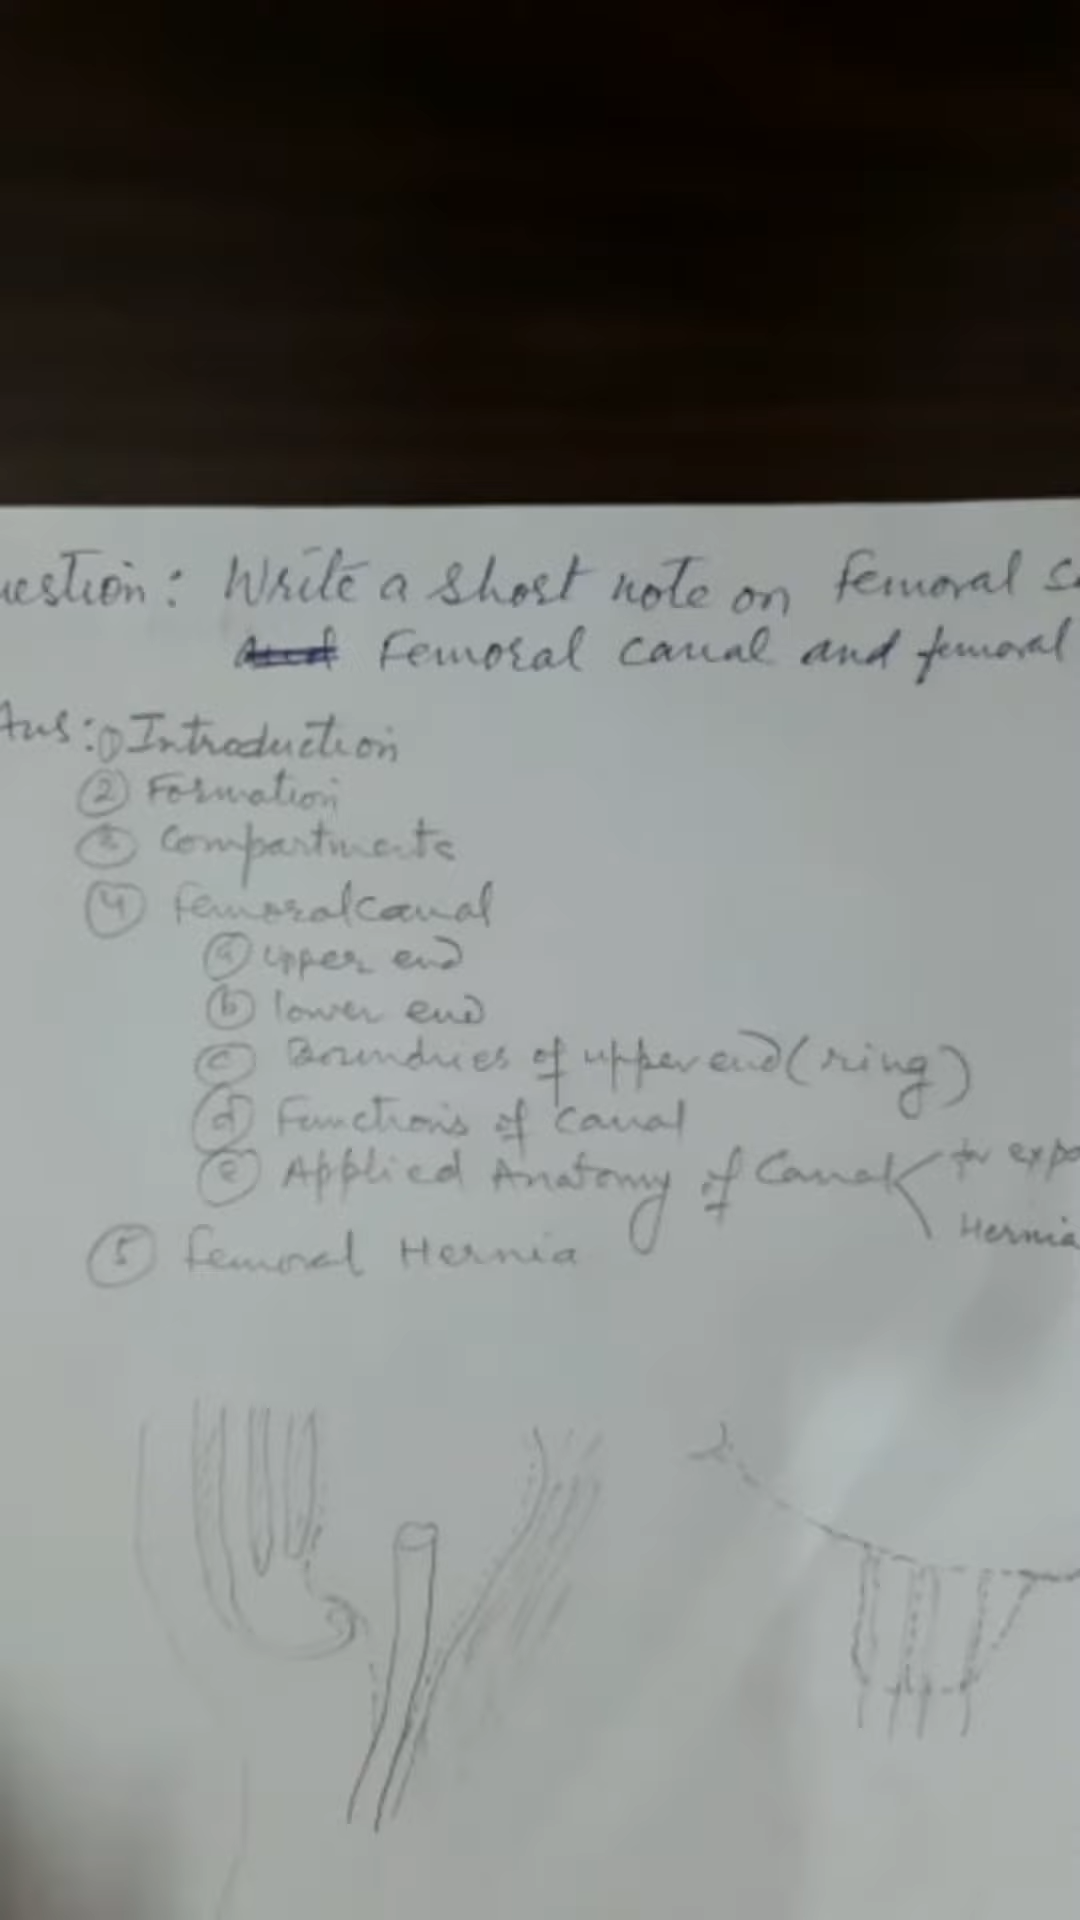 uestion: Write a short note on femoral s
and Femoral canal and femoral
Ans: ① Introduction
② Formation
③ Compartments
④ femoral canal
ⓐ upper end
ⓑ lower end
ⓒ Boundries of upper end (ring)
ⓓ Functions of canal
ⓔ Applied Anatomy of Canal
Hernia
⑤ femoral Hernia